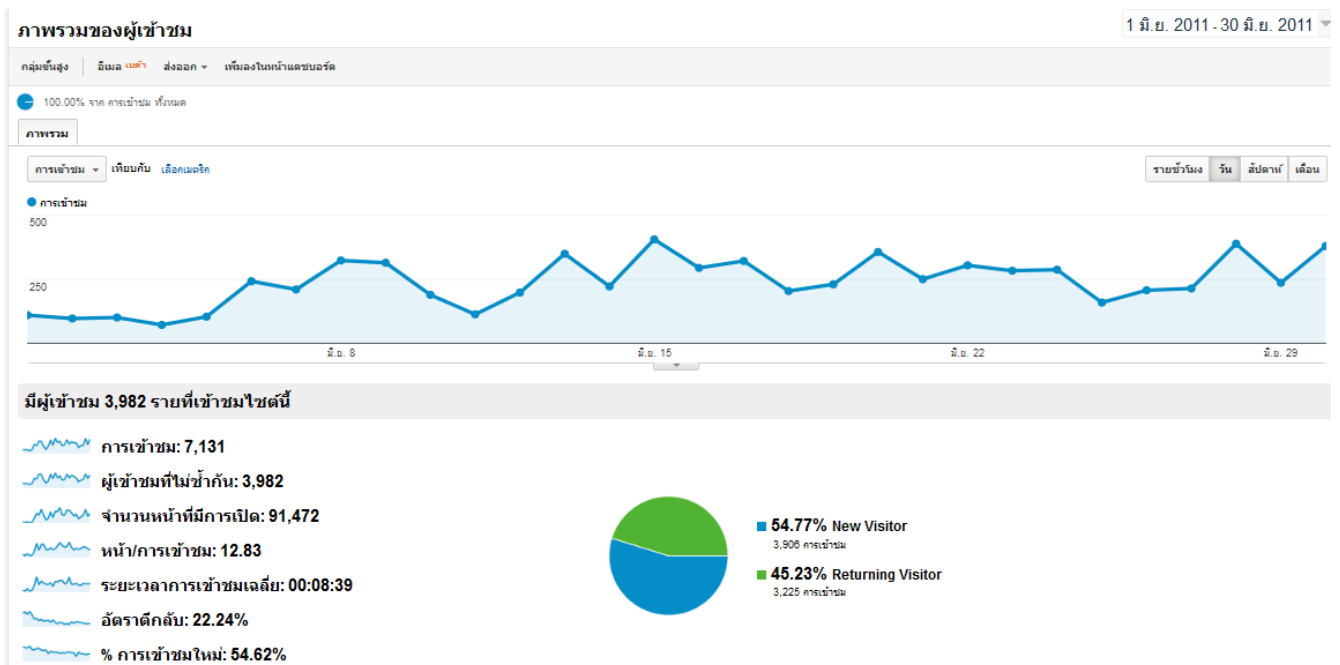 ภาพรวมของผู้เข้าชม
1 มิ.ย. 2011 - 30 มิ.ย. 2011
กลุ่มขั้นสูง อีเมล เบต้า ส่งออก เพิ่มลงในหน้าแดชบอร์ด
100.00% จาก การเข้าชม ทั้งหมด
ภาพรวม
การเข้าชม เทียบกับ เลือกเมตริก
รายชั่วโมง วัน สัปดาห์ เดือน
การเข้าชม
500
250
มิ.ย. 8 มิ.ย. 15 มิ.ย. 22 มิ.ย. 29
มีผู้เข้าชม 3,982 รายที่เข้าชมไซต์นี้
การเข้าชม: 7,131
ผู้เข้าชมที่ไม่ซ้ำกัน: 3,982
จำนวนหน้าที่มีการเปิด: 91,472
หน้า/การเข้าชม: 12.83
ระยะเวลาการเข้าชมเฉลี่ย: 00:08:39
อัตราตีกลับ: 22.24%
% การเข้าชมใหม่: 54.62%
54.77% New Visitor
3,906 การเข้าชม
45.23% Returning Visitor
3,225 การเข้าชม